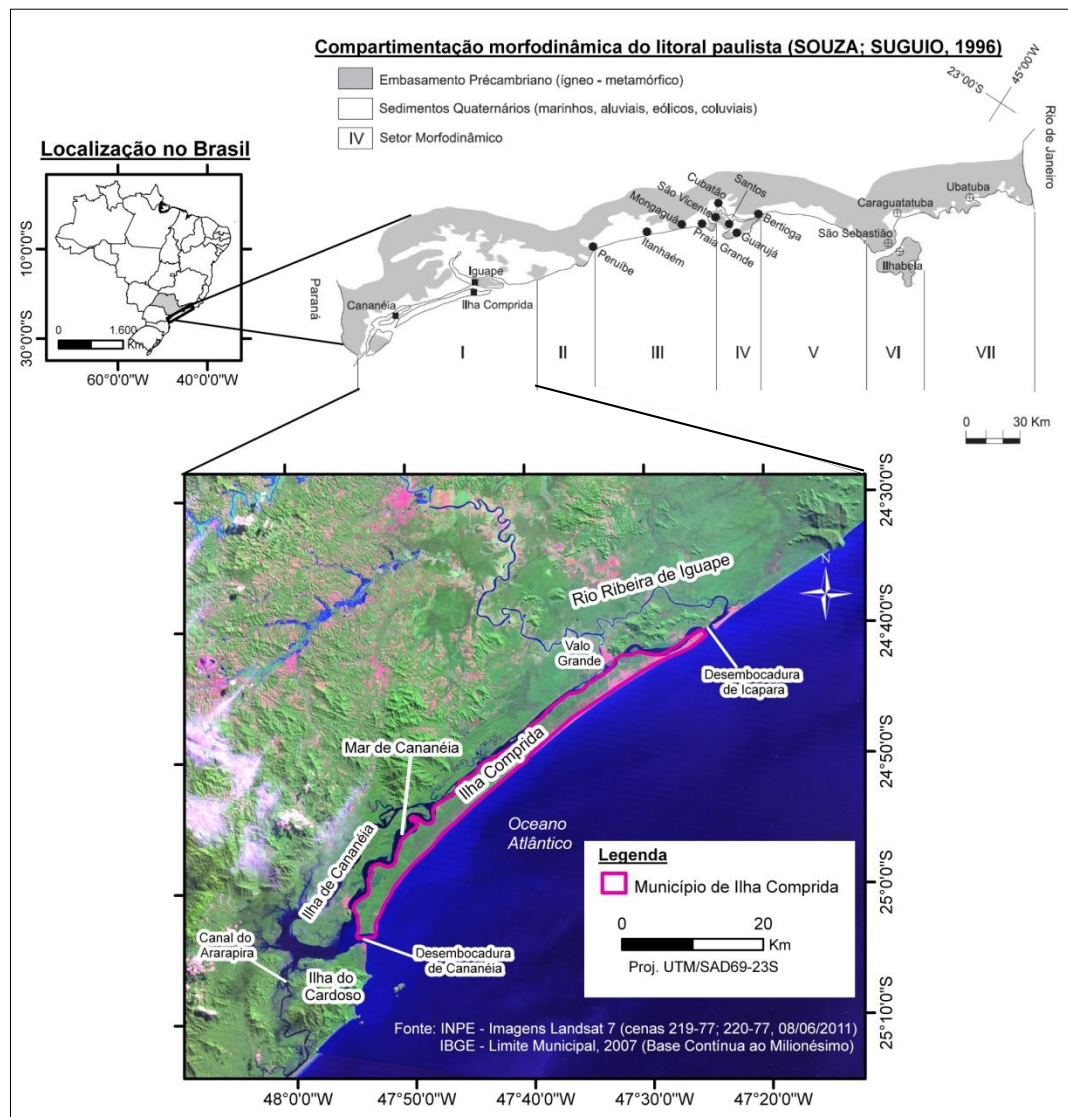 Compartimentação morfodinâmica do litoral paulista (SOUZA; SUGUIO, 1996)
Embasamento Précambriano (ígneo - metamórfico)
Sedimentos Quaternários (marinhos, aluviais, eólicos, coluviais)
IV Setor Morfodinâmico
23°00'S
45°00'W
Rio de Janeiro
Localização no Brasil
10°0'0"S
30°0'0"S
0 1.600
Km
60°0'0"W 40°0'0"W
Paraná
Cananéia
Iguape
Ilha Comprida
Peruíbe
Itanhaém
Mongaguá
Praia Grande
São Vicente
Cubatão
Santos
Guarujá
Bertioga
São Sebastião
Caraguatatuba
Ilhabela
Ubatuba
I II III IV V VI VII
0 30 Km
24°30'0"S
24°40'0"S
24°50'0"S
25°0'0"S
25°10'0"S
N
Rio Ribeira de Iguape
Valo
Grande
Desembocadura
de Icapara
Mar de Cananéia
Ilha Comprida
Oceano
Atlântico
Ilha de Cananéia
Canal do
Ararapira
Ilha do
Cardoso
Desembocadura
de Cananéia
Legenda
Município de Ilha Comprida
0 20
Km
Proj. UTM/SAD69-23S
Fonte: INPE - Imagens Landsat 7 (cenas 219-77; 220-77, 08/06/2011)
IBGE - Limite Municipal, 2007 (Base Contínua ao Milionésimo)
48°0'0"W 47°50'0"W 47°40'0"W 47°30'0"W 47°20'0"W